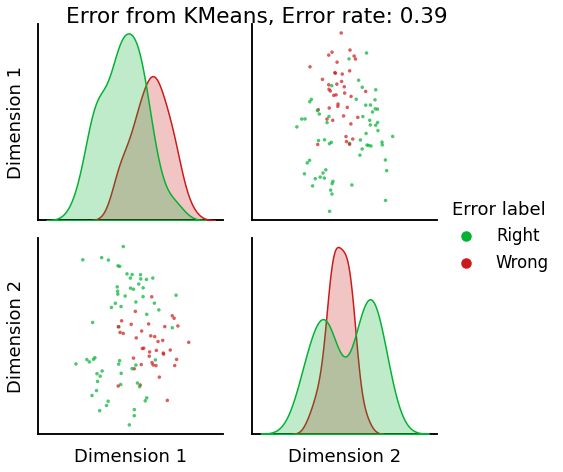 Error from KMeans, Error rate: 0.39
Dimension 1
Error label
Right
Wrong
Dimension 2
Dimension 1
Dimension 2